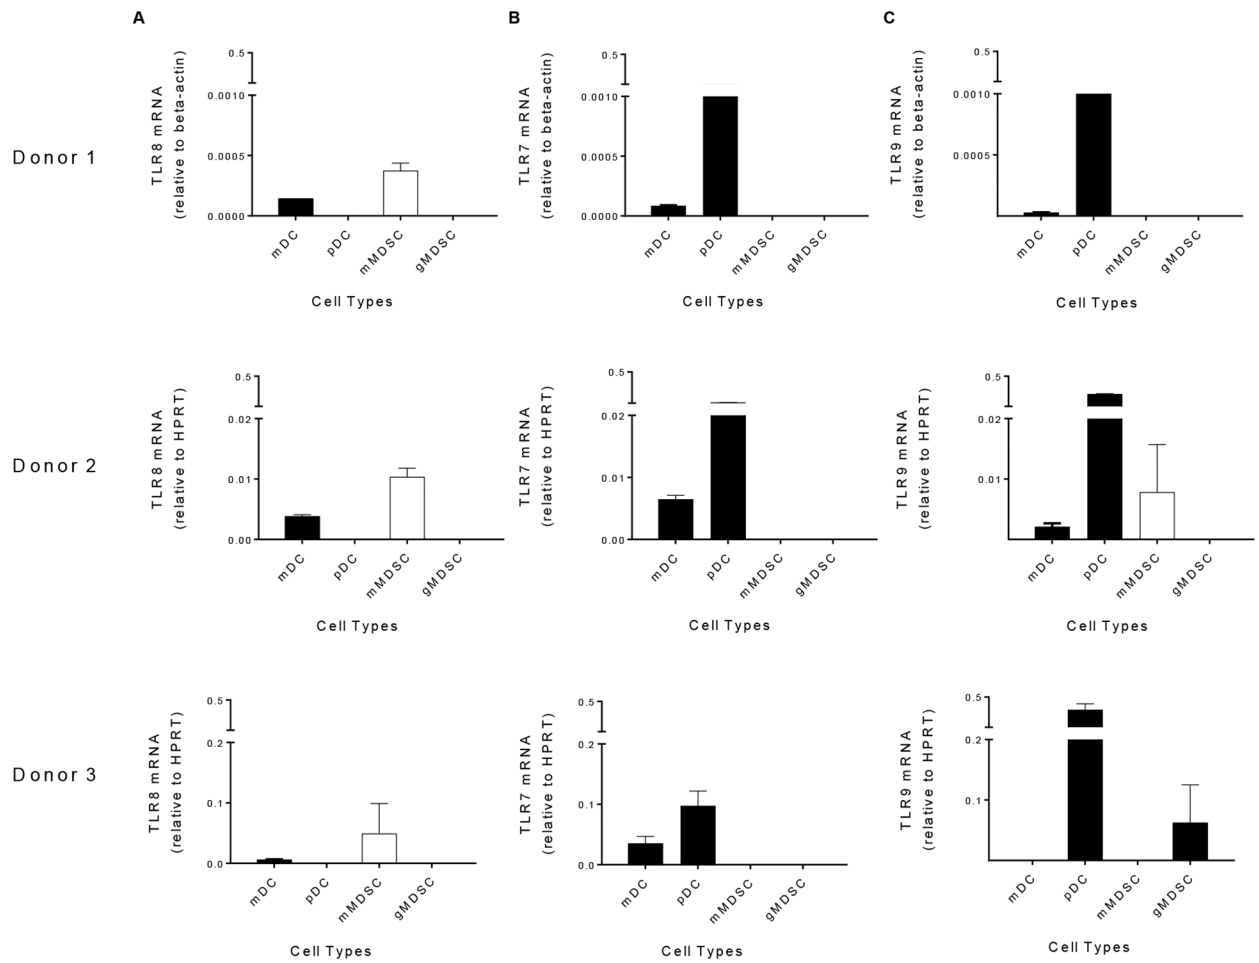 A
B
C
Donor 1
TLR8 mRNA
(relative to beta-actin)
0.5
0.0010
0.0005
0.0000
mDC
pDC
mMDSC
gMDSC
Cell Types
TLR7 mRNA
(relative to beta-actin)
0.5
0.0010
0.0005
0.0000
mDC
pDC
mMDSC
gMDSC
Cell Types
TLR9 mRNA
(relative to beta-actin)
0.5
0.0010
0.0005
mDC
pDC
mMDSC
gMDSC
Cell Types
Donor 2
TLR8 mRNA
(relative to HPRT)
0.5
0.02
0.01
0.00
mDC
pDC
mMDSC
gMDSC
Cell Types
TLR7 mRNA
(relative to HPRT)
0.5
0.02
0.01
0.00
mDC
pDC
mMDSC
gMDSC
Cell Types
TLR9 mRNA
(relative to HPRT)
0.5
0.02
0.01
mDC
pDC
mMDSC
gMDSC
Cell Types
Donor 3
TLR8 mRNA
(relative to HPRT)
0.5
0.2
0.1
0.0
mDC
pDC
mMDSC
gMDSC
Cell Types
TLR7 mRNA
(relative to HPRT)
0.5
0.2
0.1
0.0
mDC
pDC
mMDSC
gMDSC
Cell Types
TLR9 mRNA
(relative to HPRT)
0.5
0.2
0.1
mDC
pDC
mMDSC
gMDSC
Cell Types